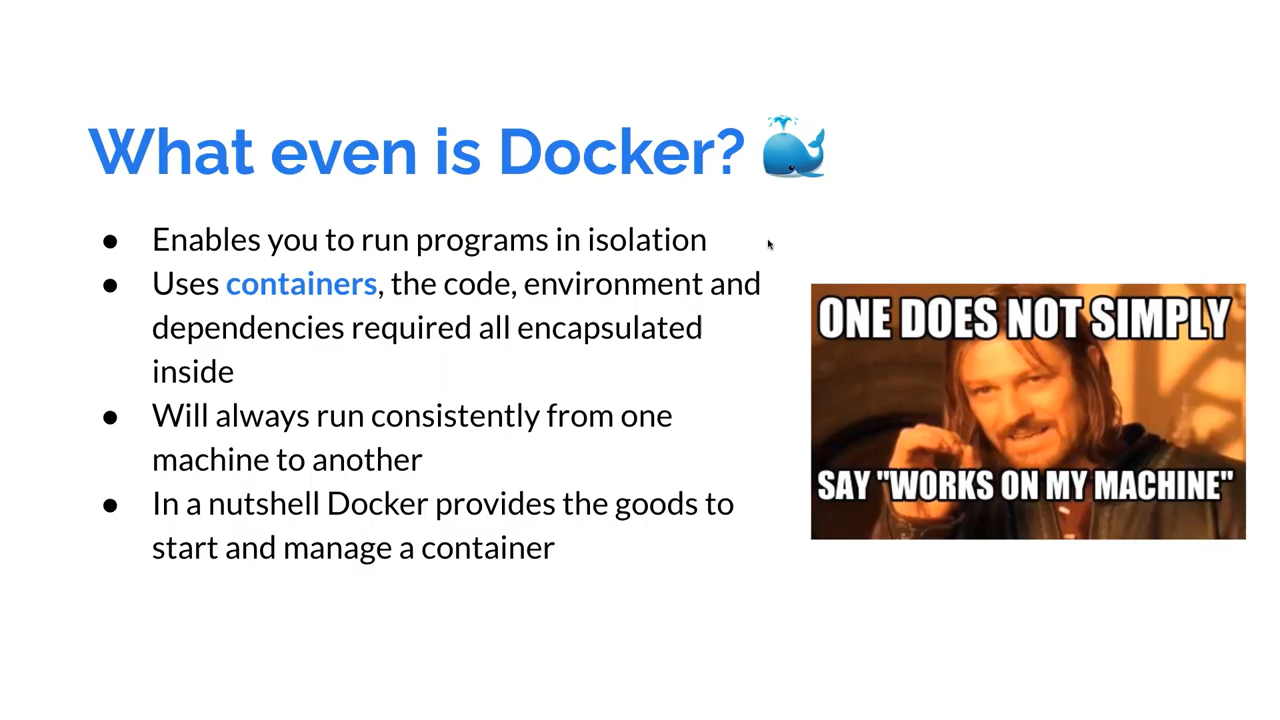 What even is Docker? 🐳
● Enables you to run programs in isolation
● Uses containers, the code, environment and
dependencies required all encapsulated
inside
● Will always run consistently from one
machine to another
● In a nutshell Docker provides the goods to
start and manage a container
ONE DOES NOT SIMPLY
SAY "WORKS ON MY MACHINE"